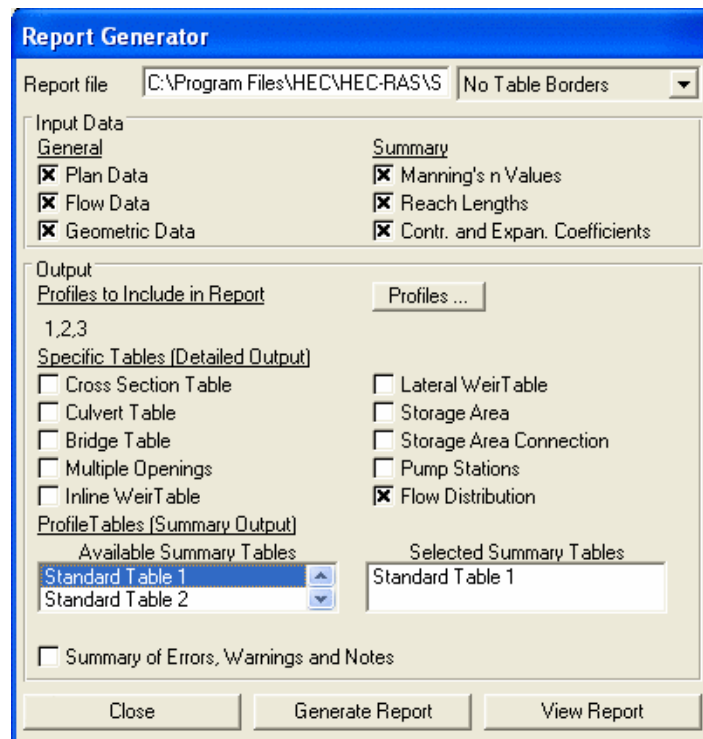 Report Generator
Report file C:\Program Files\HEC\HEC-RAS\S No Table Borders
Input Data
General Summary
Plan Data Manning's n Values
Flow Data Reach Lengths
Geometric Data Contr. and Expan. Coefficients
Output
Profiles to Include in Report Profiles ...
1,2,3
Specific Tables (Detailed Output)
Cross Section Table Lateral WeirTable
Culvert Table Storage Area
Bridge Table Storage Area Connection
Multiple Openings Pump Stations
Inline WeirTable Flow Distribution
ProfileTables (Summary Output)
Available Summary Tables Selected Summary Tables
Standard Table 1 Standard Table 1
Standard Table 2
Summary of Errors, Warnings and Notes
Close Generate Report View Report